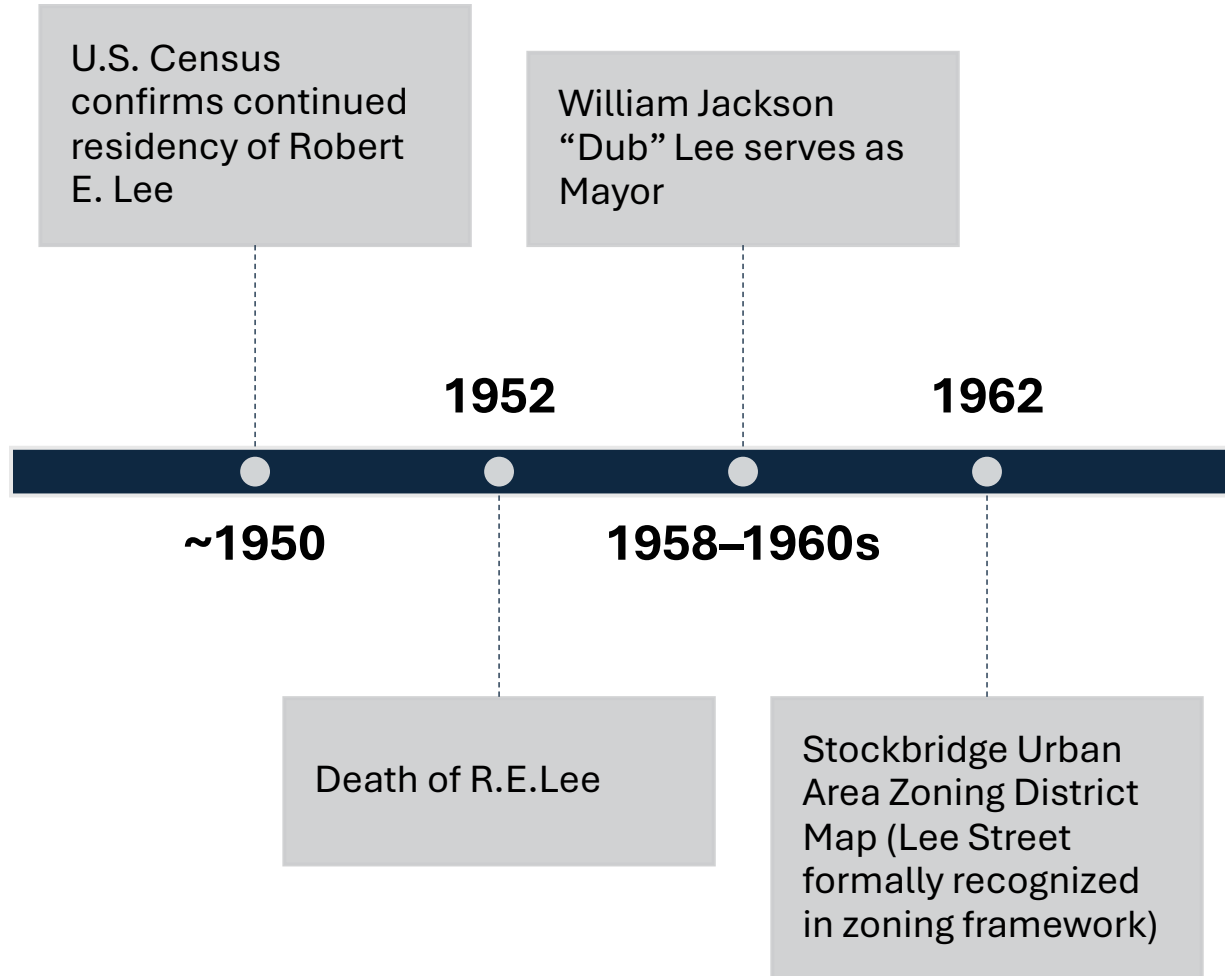 U.S. Census
confirms continued
residency of Robert
E. Lee
William Jackson
“Dub” Lee serves as
Mayor
1952
1962
~1950
1958–1960s
Death of R.E.Lee
Stockbridge Urban
Area Zoning District
Map (Lee Street
formally recognized
in zoning framework)